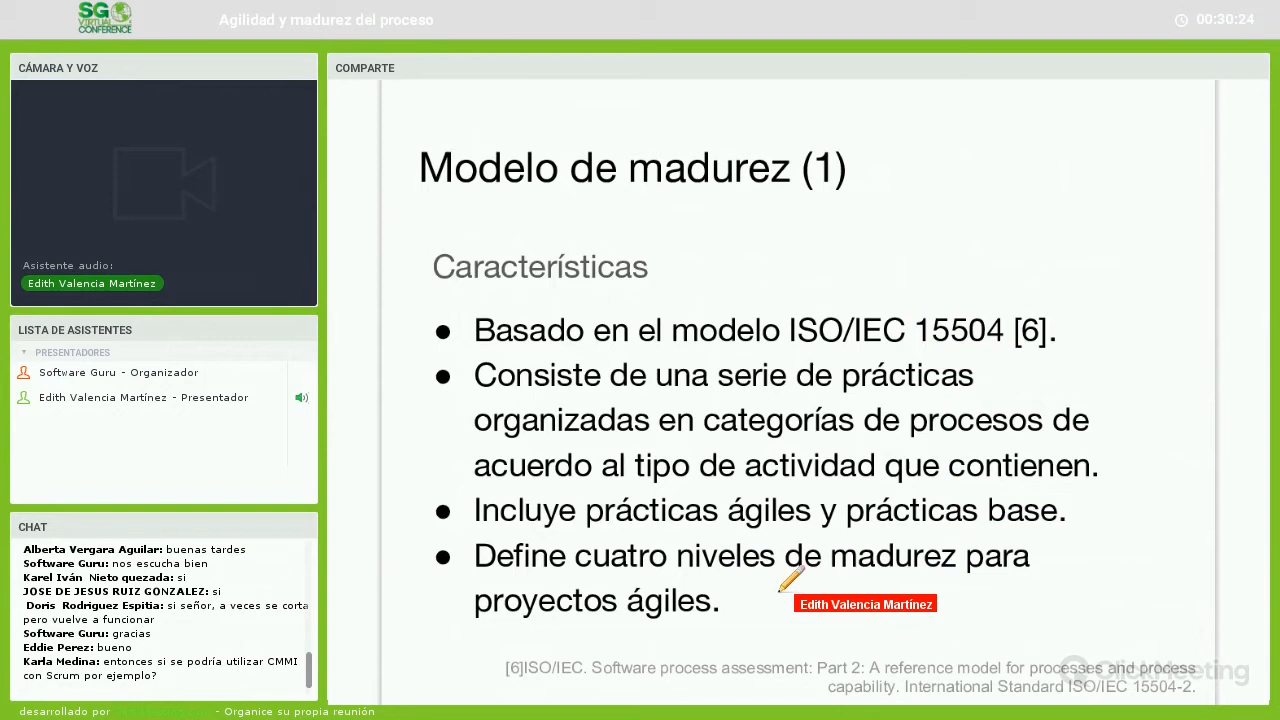 SG
VIRTUAL
CONFERENCE
Agilidad y madurez del proceso
00:30:24
CÁMARA Y VOZ
Asistente audio:
Edith Valencia Martínez
LISTA DE ASISTENTES
PRESENTADORES
Software Guru - Organizador
Edith Valencia Martínez - Presentador
CHAT
Alberta Vergara Aguilar: buenas tardes
Software Guru: nos escucha bien
Karel Iván Nieto quezada: si
JOSE DE JESUS RUIZ GONZALEZ: si
Doris Rodriguez Espitia: si señor, a veces se corta
pero vuelve a funcionar
Software Guru: gracias
Eddie Perez: bueno
Karla Medina: entonces si se podría utilizar CMMI
con Scrum por ejemplo?
COMPARTE
Modelo de madurez (1)
Características
● Basado en el modelo ISO/IEC 15504 [6].
● Consiste de una serie de prácticas
organizadas en categorías de procesos de
acuerdo al tipo de actividad que contienen.
● Incluye prácticas ágiles y prácticas base.
● Define cuatro niveles de madurez para
proyectos ágiles.
Edith Valencia Martínez
[6]ISO/IEC. Software process assessment: Part 2: A reference model for processes and process
capability. International Standard ISO/IEC 15504-2.
ClickMeeting
desarrollado por - Organice su propia reunión